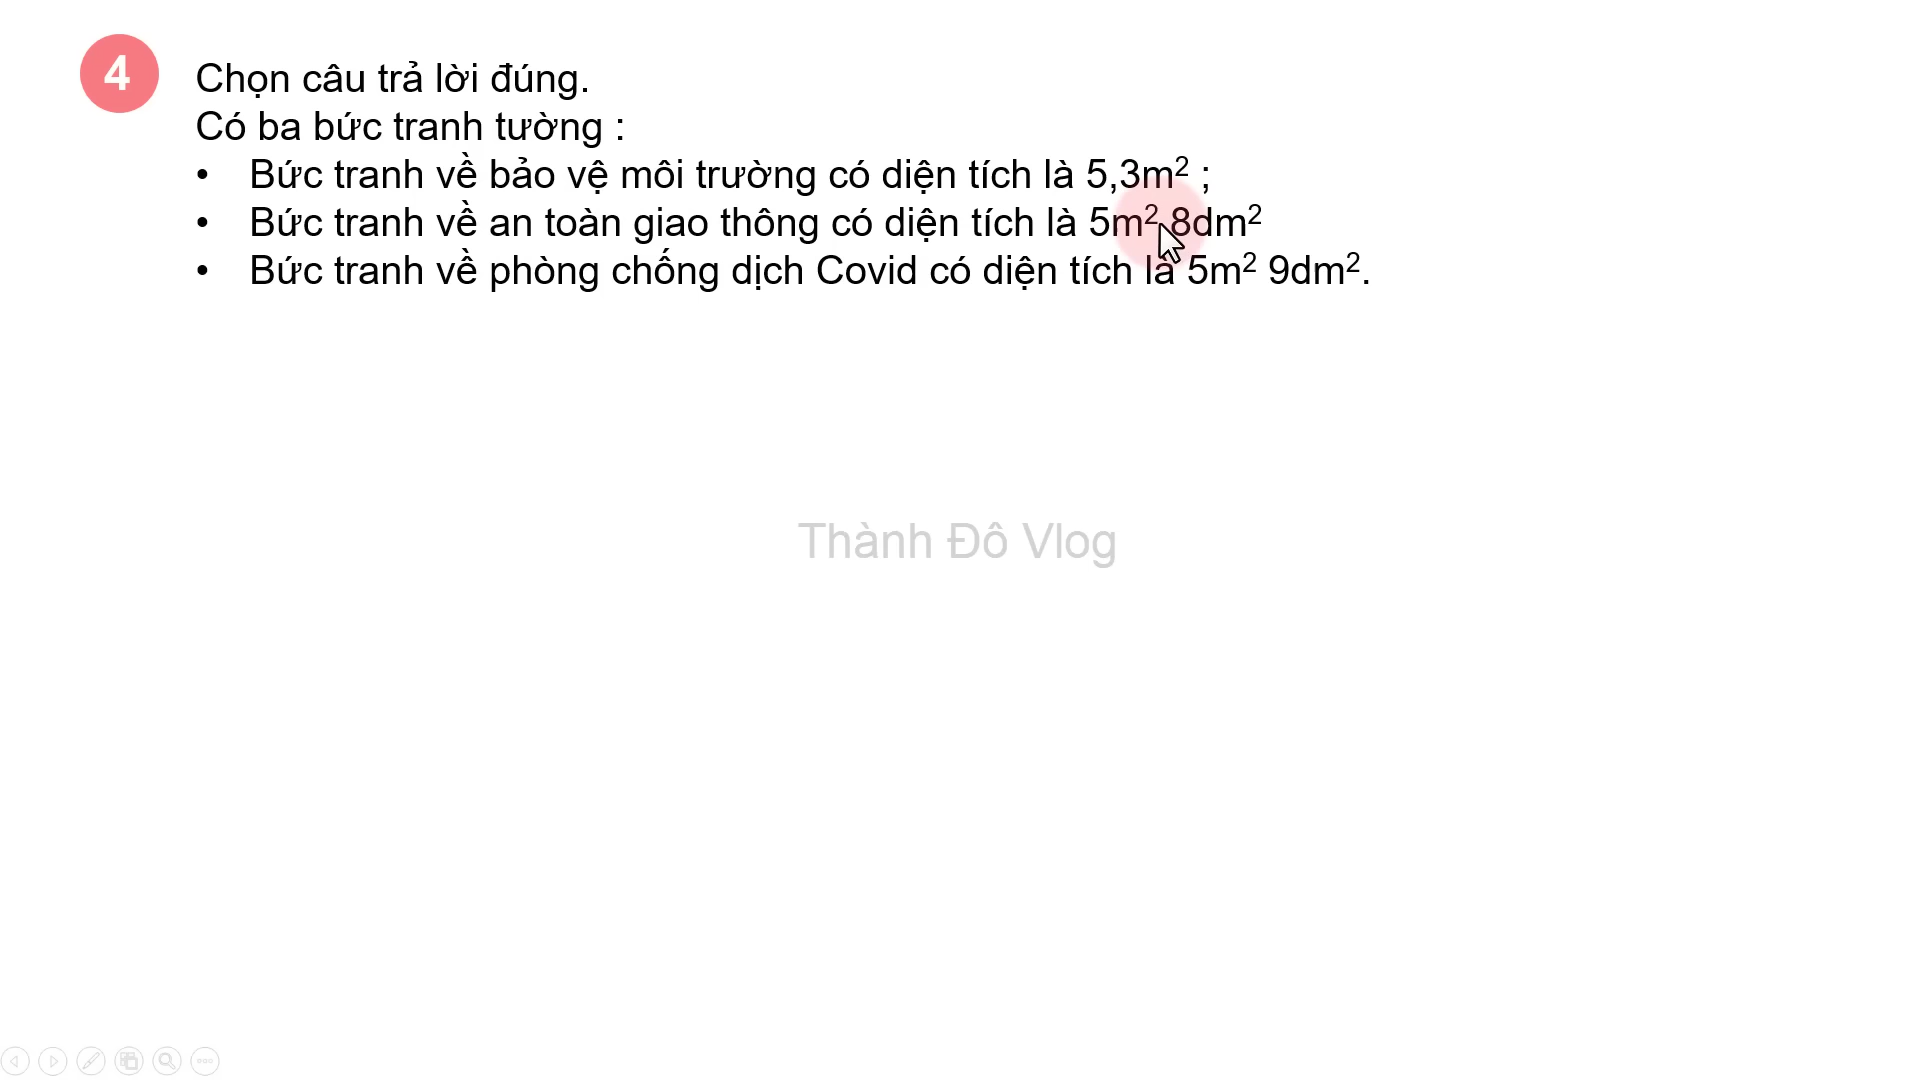 4
Chọn câu trả lời đúng.
Có ba bức tranh tường :
• Bức tranh về bảo vệ môi trường có diện tích là 5,3m² ;
• Bức tranh về an toàn giao thông có diện tích là 5m² 8dm²
• Bức tranh về phòng chống dịch Covid có diện tích là 5m² 9dm².
Thành Đô Vlog